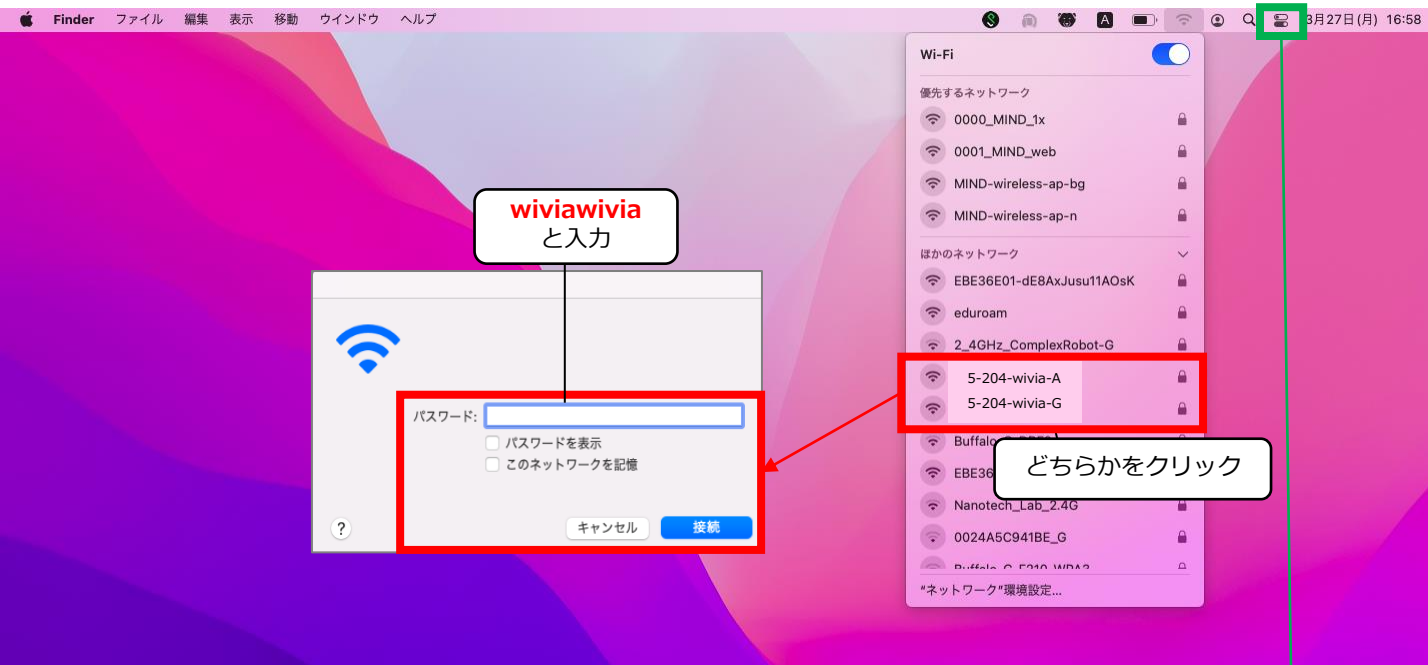 Finder ファイル 編集 表示 移動 ウインドウ ヘルプ
A
3月27日(月) 16:58
Wi-Fi
優先するネットワーク
0000_MIND_1x
0001_MIND_web
MIND-wireless-ap-bg
MIND-wireless-ap-n
ほかのネットワーク
EBE36E01-dE8AxJusu11AOsK
eduroam
2_4GHz_ComplexRobot-G
5-204-wivia-A
5-204-wivia-G
Buffalo
EBE36
Nanotech_Lab_2.4G
0024A5C941BE_G
"ネットワーク"環境設定...
どちらかをクリック
wiviawivia
と入力
パスワード:
パスワードを表示
このネットワークを記憶
? キャンセル 接続